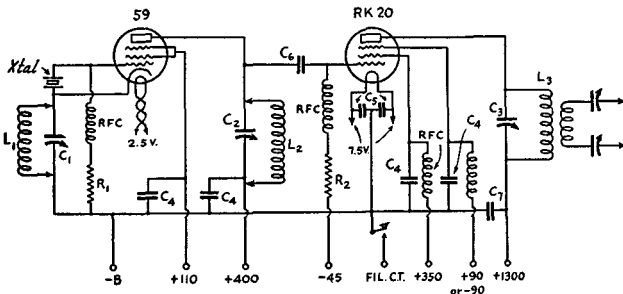 59
RK 20
Xtal
C6
L3
RFC
C5
C3
L1
C1
2.5 V.
C2
L2
RFC
7.5 V.
RFC
C4
C4
R1
C4
C4
R2
C7
-B
+110
+400
-45
FIL. C.T.
+350
+90
or -90
+1300